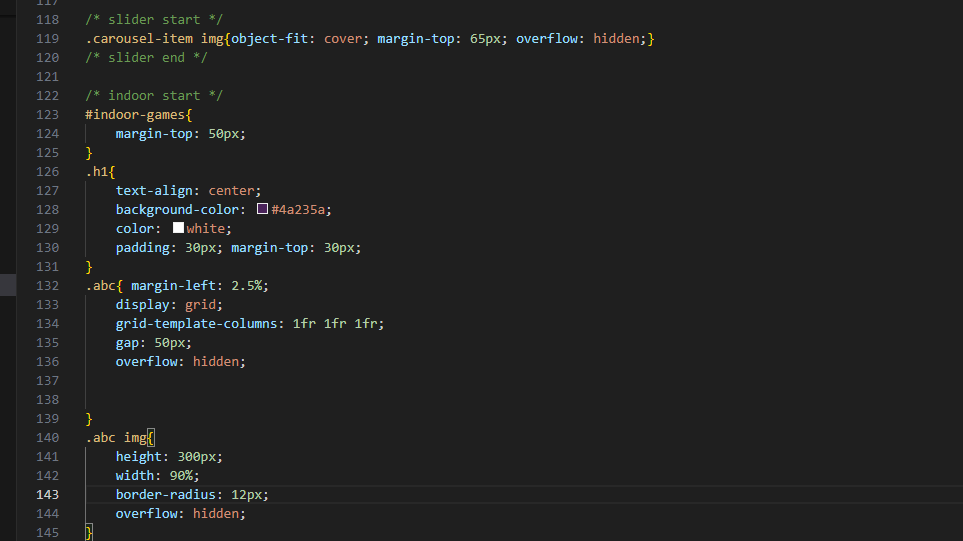 117
118 /* slider start */
119 .carousel-item img{object-fit: cover; margin-top: 65px; overflow: hidden;}
120 /* slider end */
121
122 /* indoor start */
123 #indoor-games{
124     margin-top: 50px;
125 }
126 .h1{
127     text-align: center;
128     background-color: #4a235a;
129     color: white;
130     padding: 30px; margin-top: 30px;
131 }
132 .abc{ margin-left: 2.5%;
133     display: grid;
134     grid-template-columns: 1fr 1fr 1fr;
135     gap: 50px;
136     overflow: hidden;
137
138
139 }
140 .abc img{
141     height: 300px;
142     width: 90%;
143     border-radius: 12px;
144     overflow: hidden;
145 }